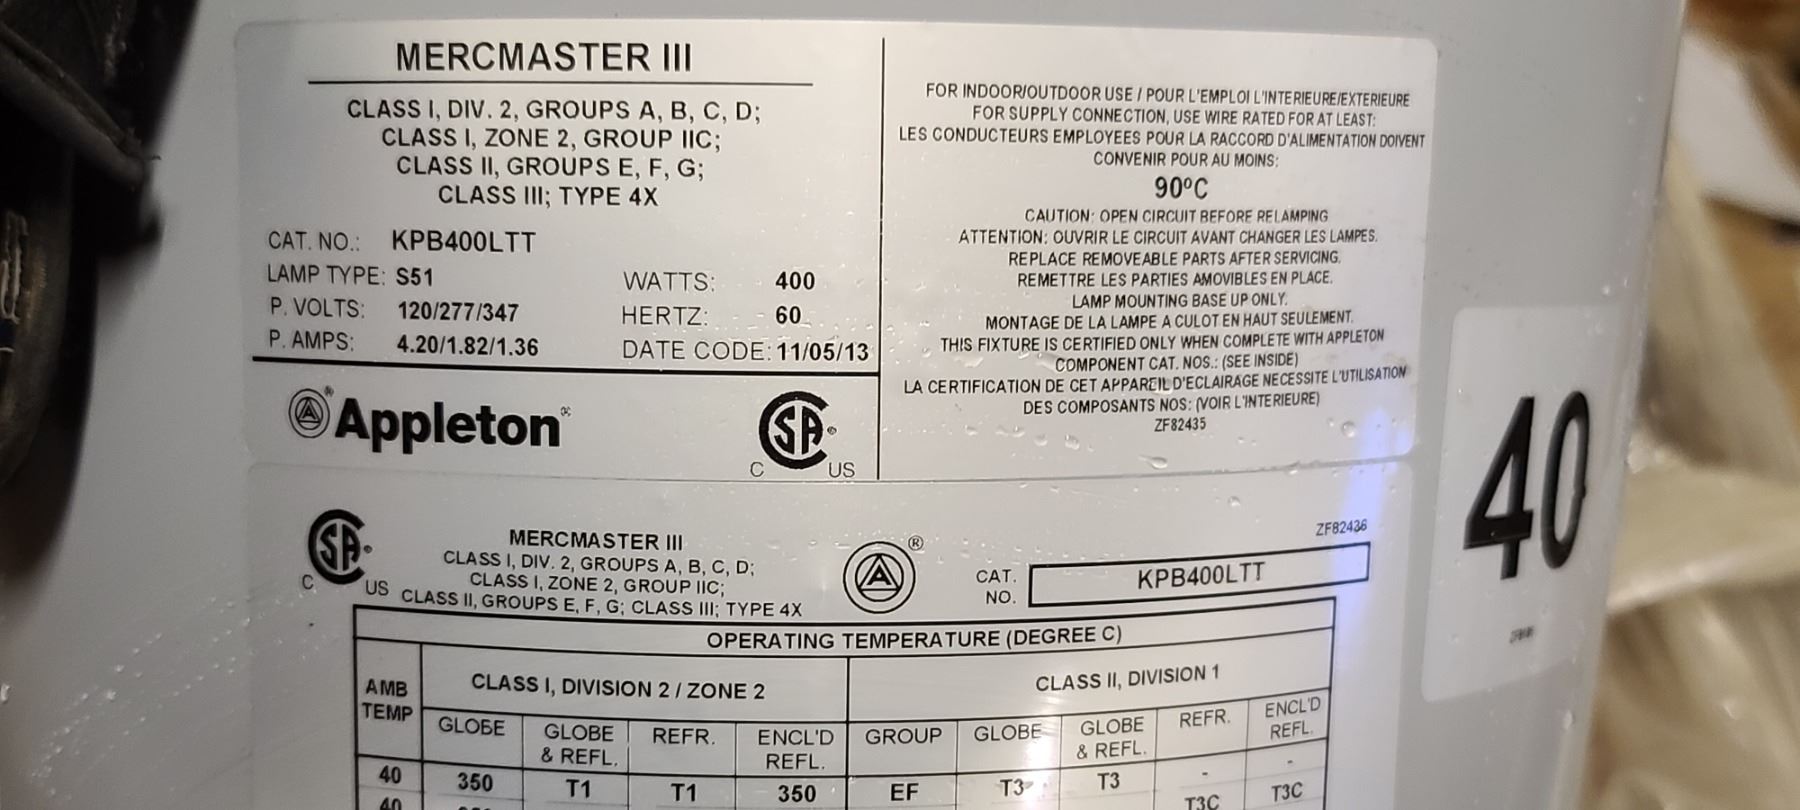 MERCMASTER III
CLASS I, DIV. 2, GROUPS A, B, C, D;
CLASS I, ZONE 2, GROUP IIC;
CLASS II, GROUPS E, F, G;
CLASS III; TYPE 4X
CAT. NO.: KPB400LTT
LAMP TYPE: S51 WATTS: 400
P. VOLTS: 120/277/347 HERTZ: 60
P. AMPS: 4.20/1.82/1.36 DATE CODE: 11/05/13
Appleton®
CSA®
C US
FOR INDOOR/OUTDOOR USE / POUR L'EMPLOI L'INTERIEURE/EXTERIEURE
FOR SUPPLY CONNECTION, USE WIRE RATED FOR AT LEAST:
LES CONDUCTEURS EMPLOYEES POUR LA RACCORD D'ALIMENTATION DOIVENT
CONVENIR POUR AU MOINS:
90ºC
CAUTION: OPEN CIRCUIT BEFORE RELAMPING
ATTENTION: OUVRIR LE CIRCUIT AVANT CHANGER LES LAMPES.
REPLACE REMOVEABLE PARTS AFTER SERVICING.
REMETTRE LES PARTIES AMOVIBLES EN PLACE.
LAMP MOUNTING BASE UP ONLY.
MONTAGE DE LA LAMPE A CULOT EN HAUT SEULEMENT.
THIS FIXTURE IS CERTIFIED ONLY WHEN COMPLETE WITH APPLETON
COMPONENT CAT. NOS.: (SEE INSIDE)
LA CERTIFICATION DE CET APPAREIL D'ECLAIRAGE NECESSITE L'UTILISATION
DES COMPOSANTS NOS: (VOIR L'INTERIEURE)
ZF82435
40
CSA®
C US
MERCMASTER III
CLASS I, DIV. 2, GROUPS A, B, C, D;
CLASS I, ZONE 2, GROUP IIC;
CLASS II, GROUPS E, F, G; CLASS III; TYPE 4X
A ®
ZF82436
CAT. NO. KPB400LTT
OPERATING TEMPERATURE (DEGREE C)
AMB TEMP
CLASS I, DIVISION 2 / ZONE 2
CLASS II, DIVISION 1
GLOBE GLOBE & REFL. REFR. ENCL'D REFL. GROUP GLOBE GLOBE & REFL. REFR. ENCL'D REFL.
40 350 T1 T1 350 EF T3 T3 - -
40 T3C T3C